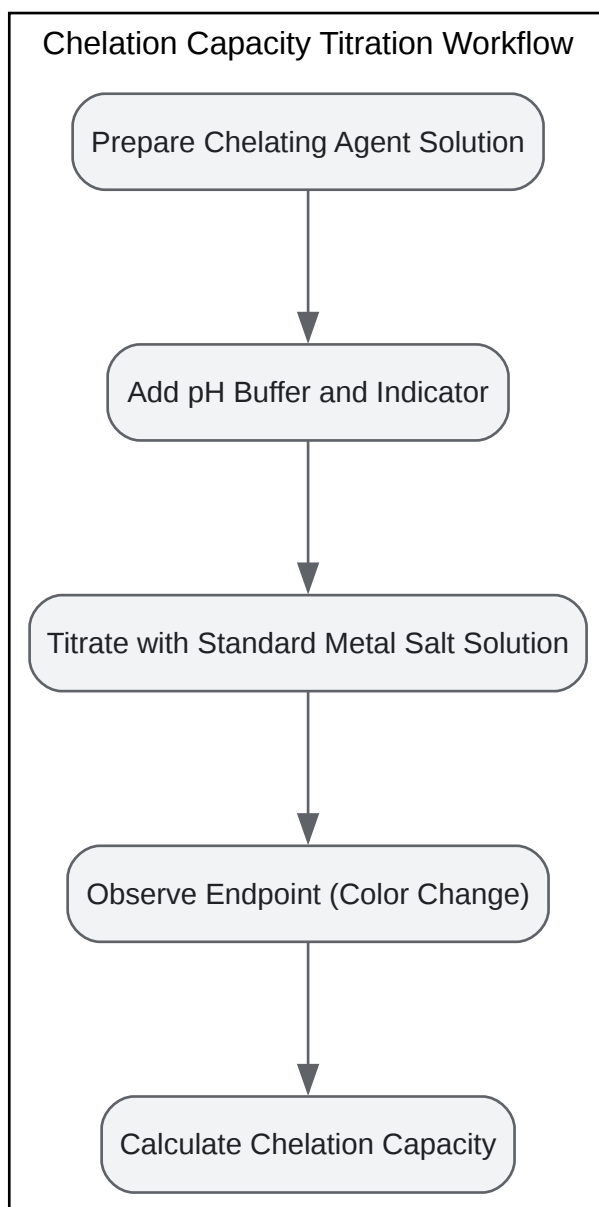 Chelation Capacity Titration Workflow
Prepare Chelating Agent Solution
Add pH Buffer and Indicator
Titrate with Standard Metal Salt Solution
Observe Endpoint (Color Change)
Calculate Chelation Capacity